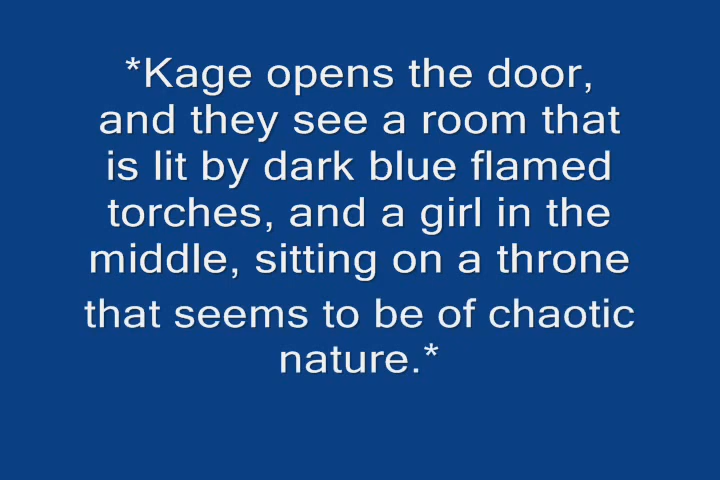 *Kage opens the door,
and they see a room that
is lit by dark blue flamed
torches, and a girl in the
middle, sitting on a throne
that seems to be of chaotic
nature.*